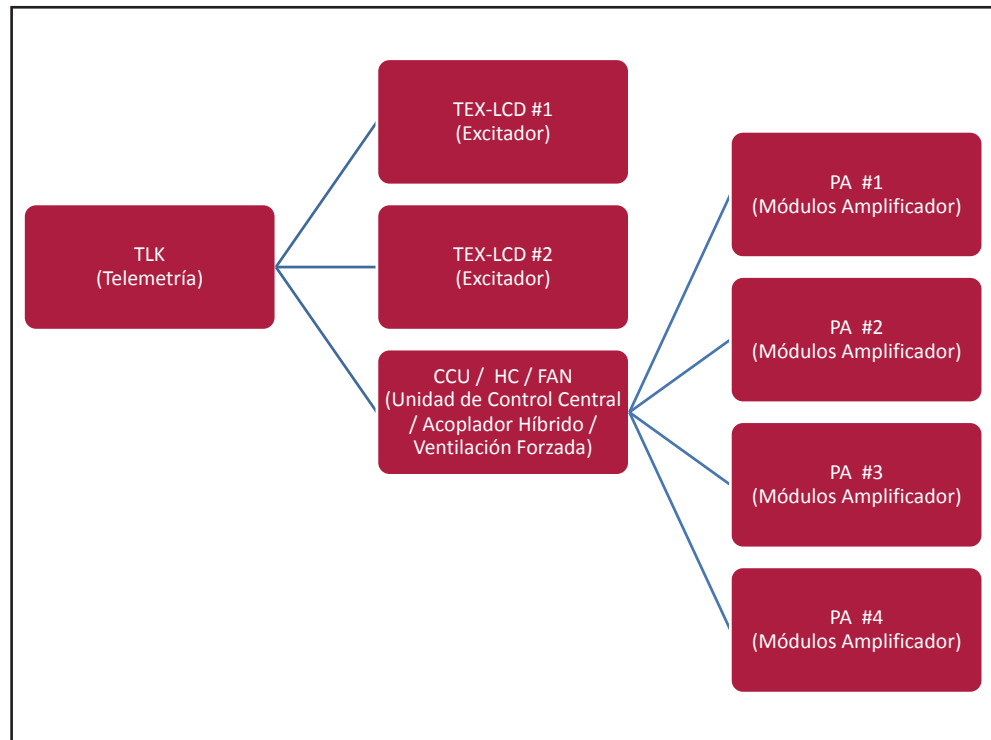 TLK
(Telemetría)
TEX-LCD #1
(Excitador)
TEX-LCD #2
(Excitador)
CCU / HC / FAN
(Unidad de Control Central
/ Acoplador Híbrido /
Ventilación Forzada)
PA #1
(Módulos Amplificador)
PA #2
(Módulos Amplificador)
PA #3
(Módulos Amplificador)
PA #4
(Módulos Amplificador)